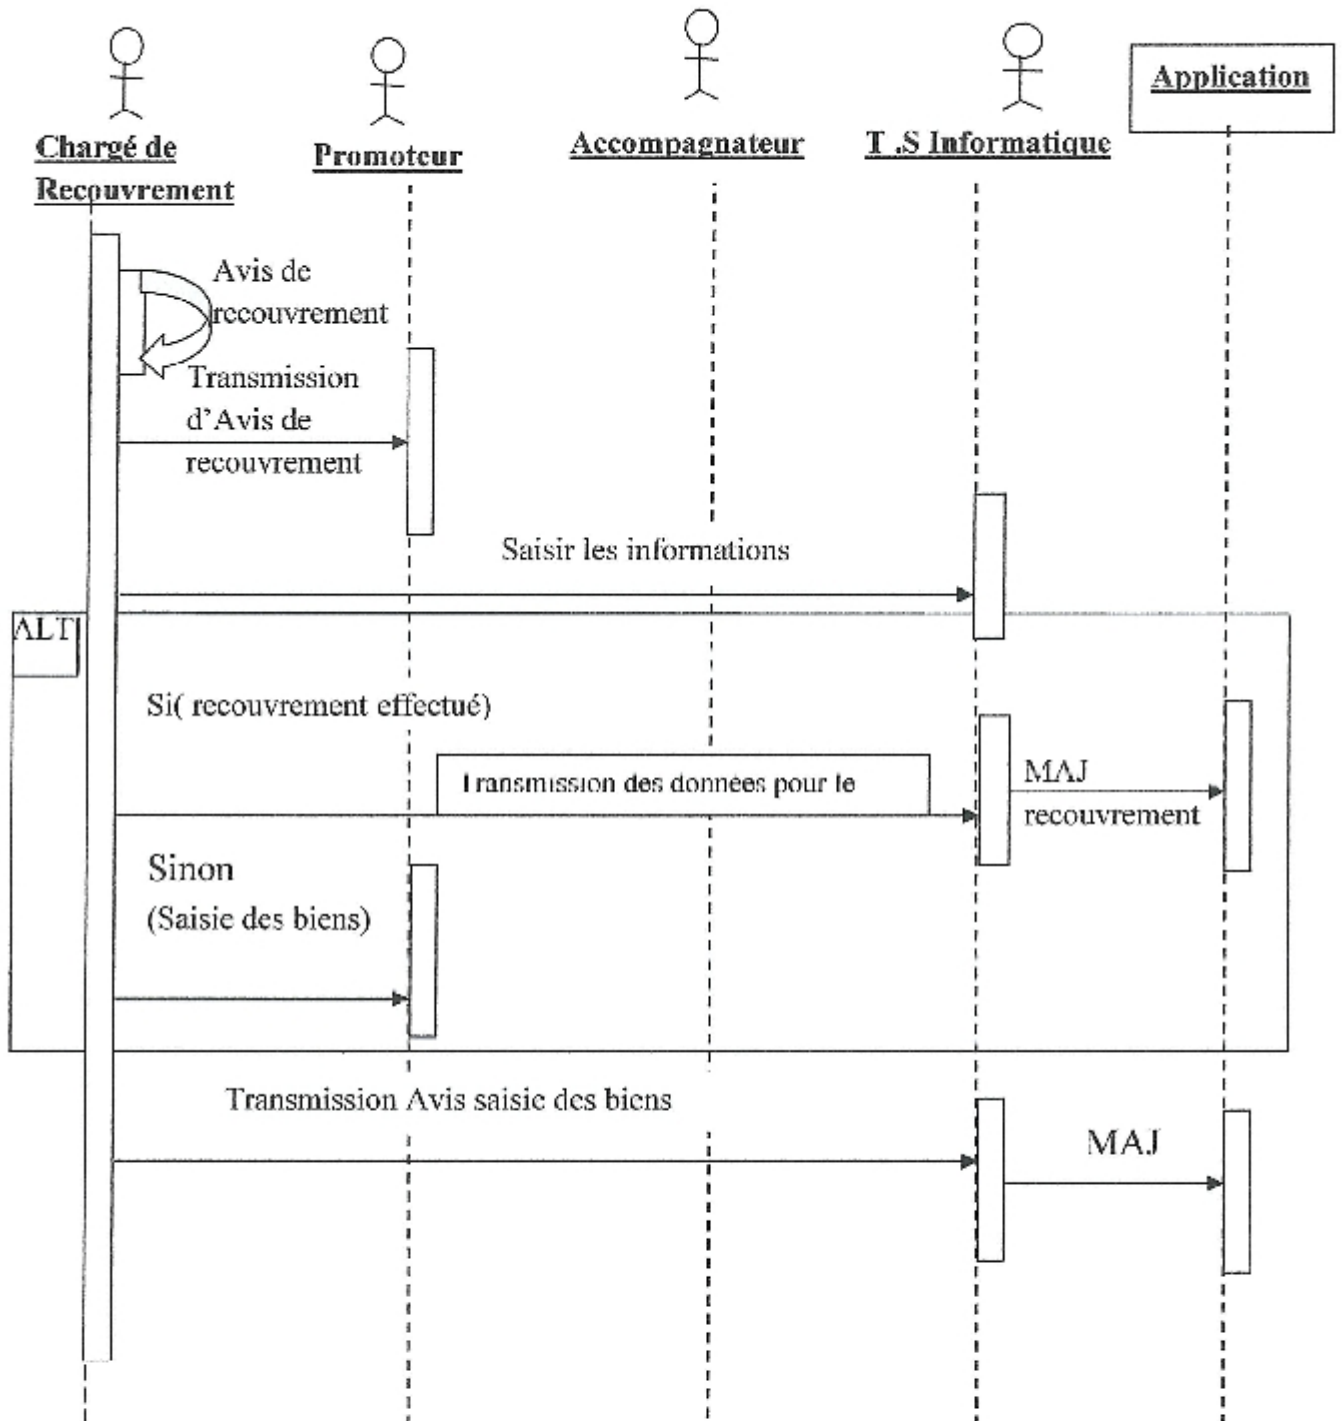 Chargé de
Recouvrement
Promoteur
Accompagnateur
T .S Informatique
Application
Avis de
recouvrement
Transmission
d'Avis de
recouvrement
Saisir les informations
ALT
Si( recouvrement effectué)
Transmission des données pour le
MAJ
recouvrement
Sinon
(Saisie des biens)
Transmission Avis saisie des biens
MAJ